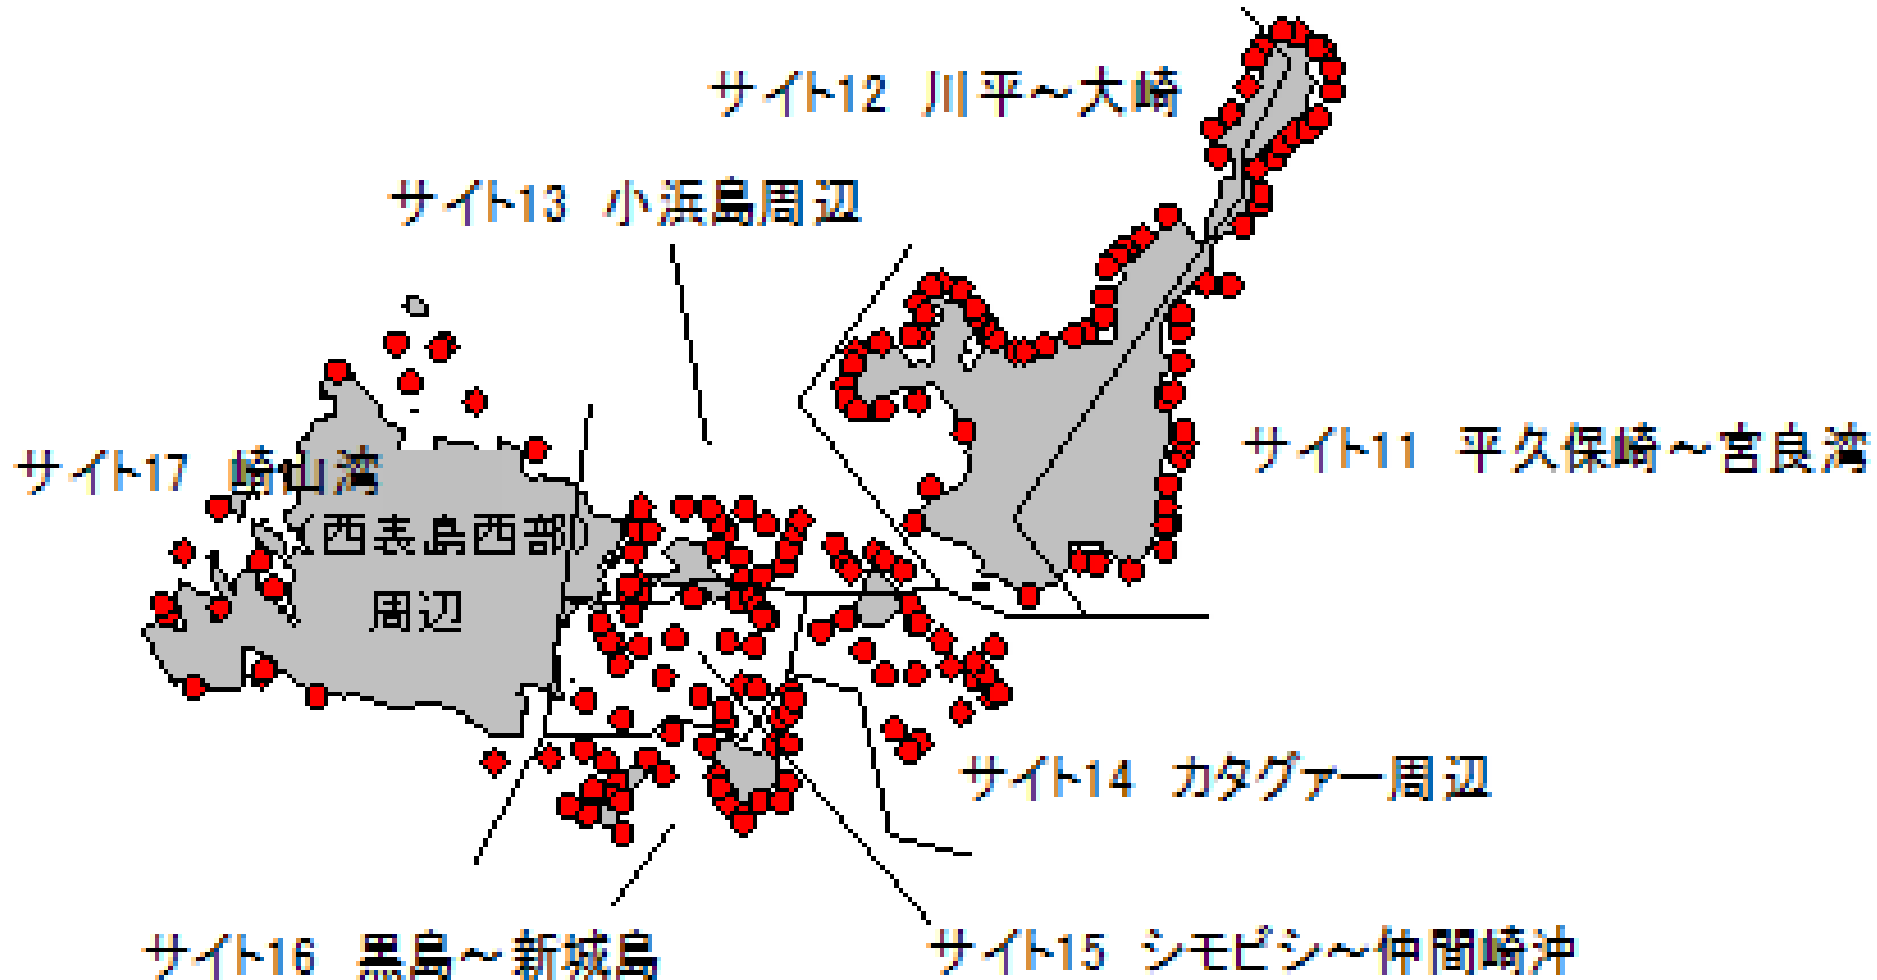 サイト12 川平～大崎
サイト13 小浜島周辺
サイト11 平久保崎～宮良湾
サイト17 崎山湾
（西表島西部）
周辺
サイト14 カタグァー周辺
サイト16 黒島～新城島
サイト15 シモビシ～仲間崎沖